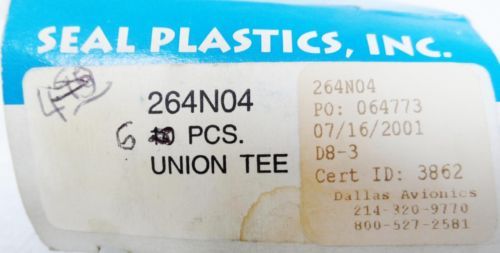 SEAL PLASTICS, INC.
264N04
6 PCS.
UNION TEE
264N04
PO: 064773
07/16/2001
D8-3
Cert ID: 3862
Dallas Avionics
214-320-9770
800-527-2581